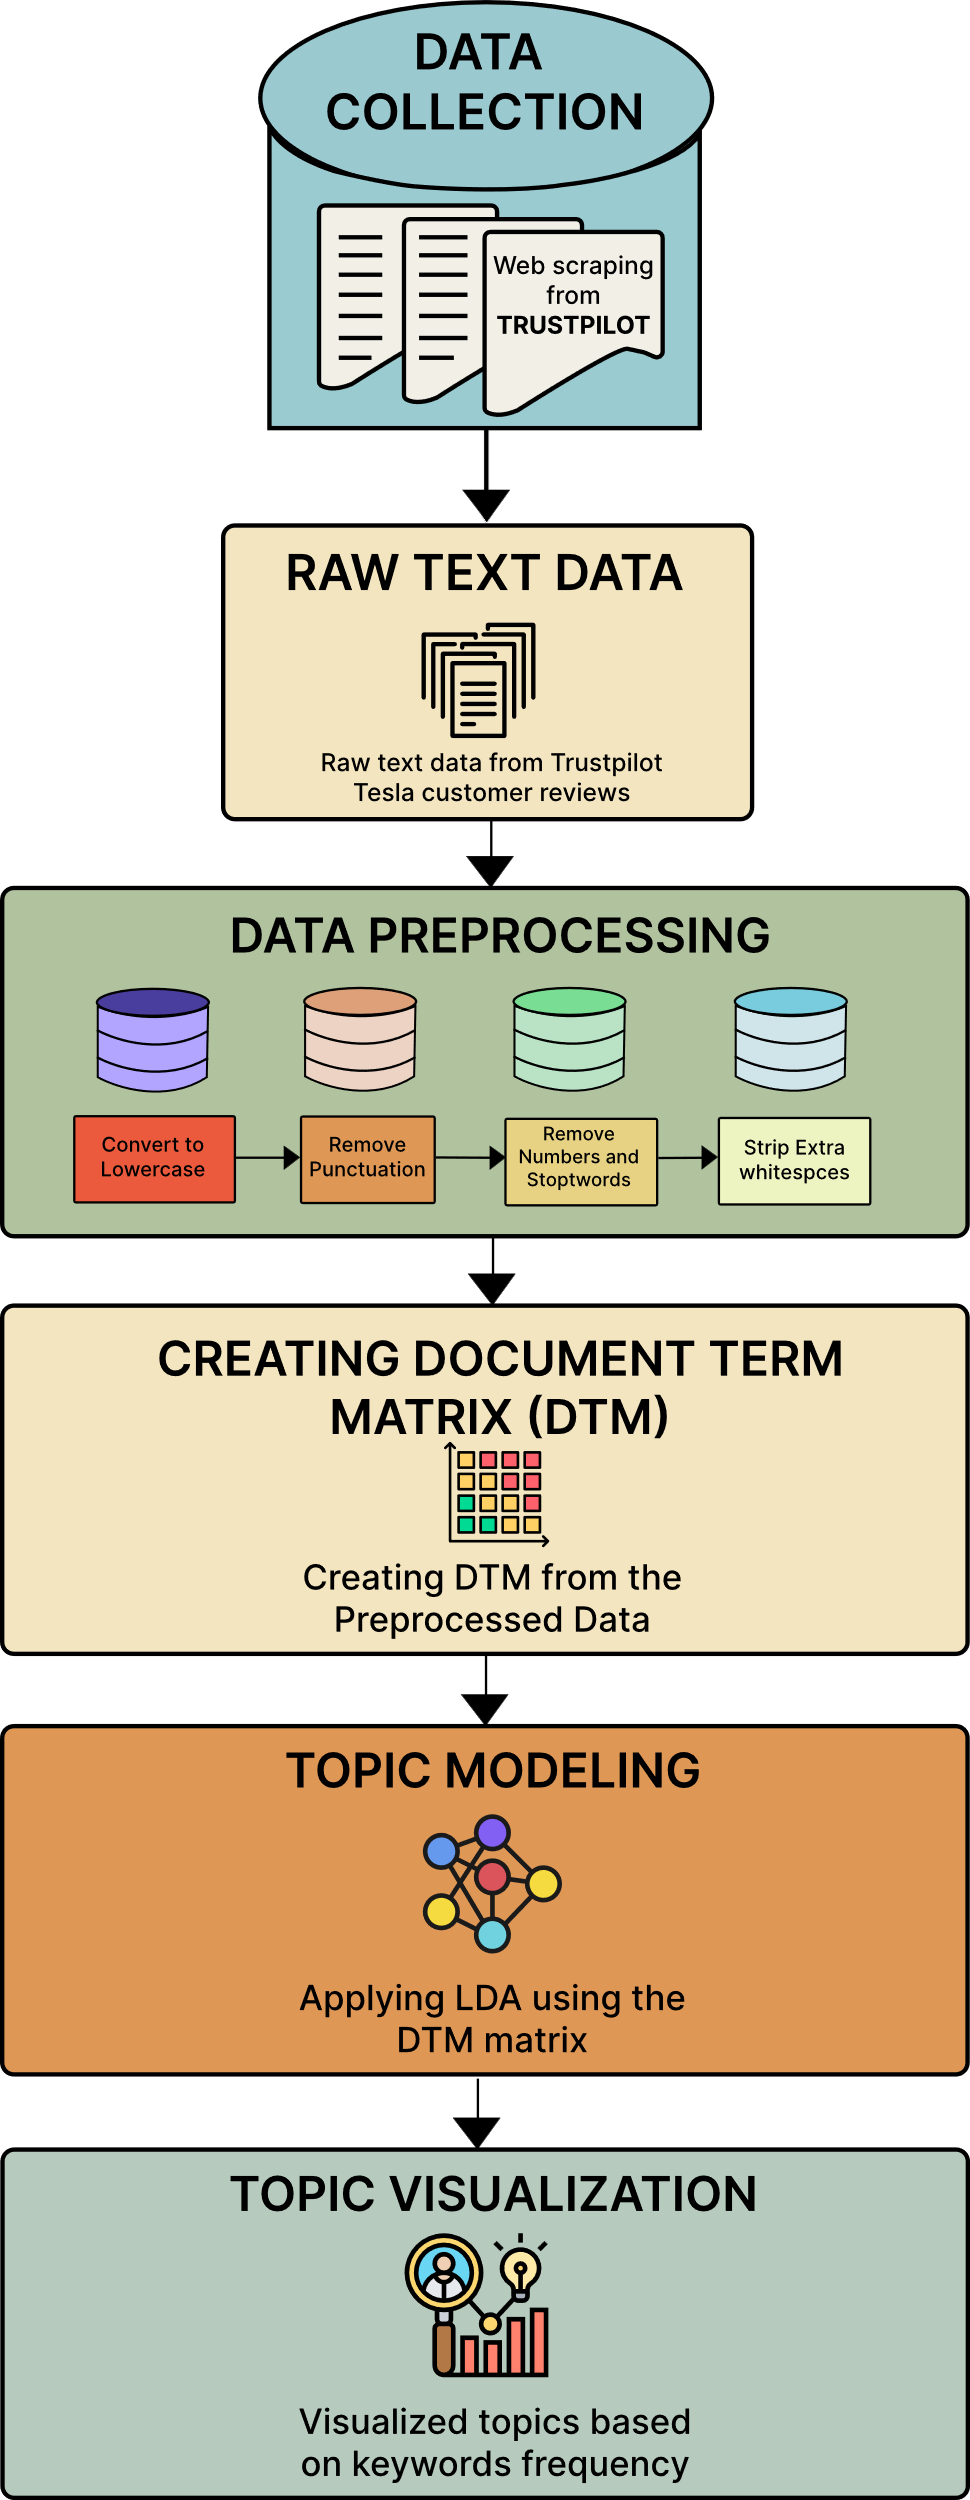 DATA
COLLECTION
Web scraping
from
TRUSTPILOT
RAW TEXT DATA
Raw text data from Trustpilot
Tesla customer reviews
DATA PREPROCESSING
Convert to
Lowercase
Remove
Punctuation
Remove
Numbers and
Stoptwords
Strip Extra
whitespces
CREATING DOCUMENT TERM
MATRIX (DTM)
Creating DTM from the
Preprocessed Data
TOPIC MODELING
Applying LDA using the
DTM matrix
TOPIC VISUALIZATION
Visualized topics based
on keywords frequency